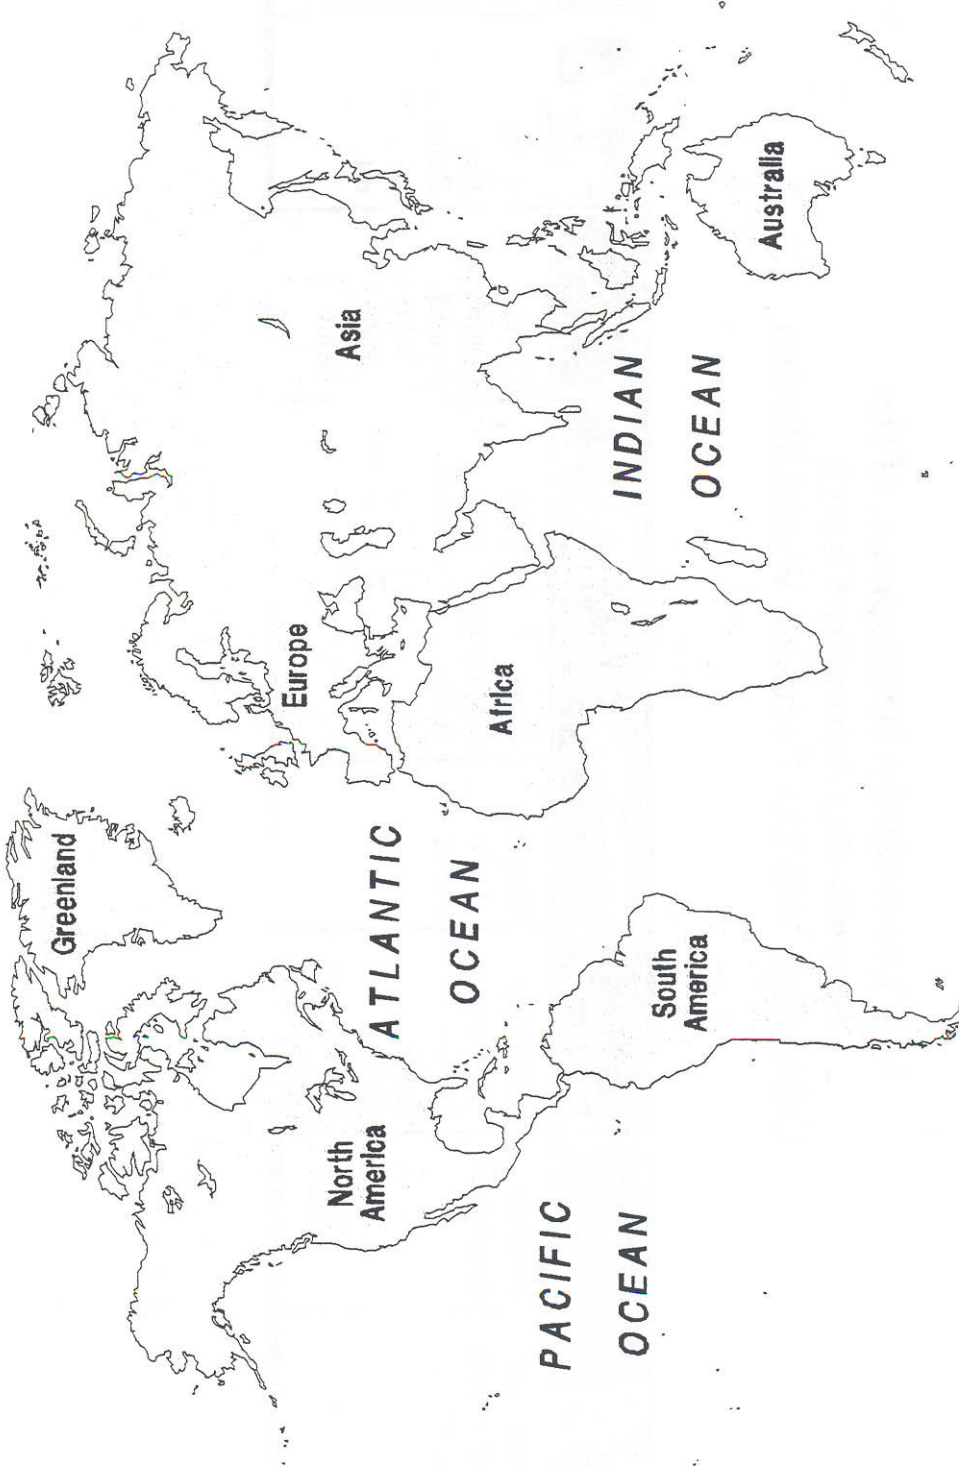 Greenland
North
America
ATLANTIC
OCEAN
PACIFIC
OCEAN
South
America
Europe
Asia
Africa
INDIAN
OCEAN
Australia